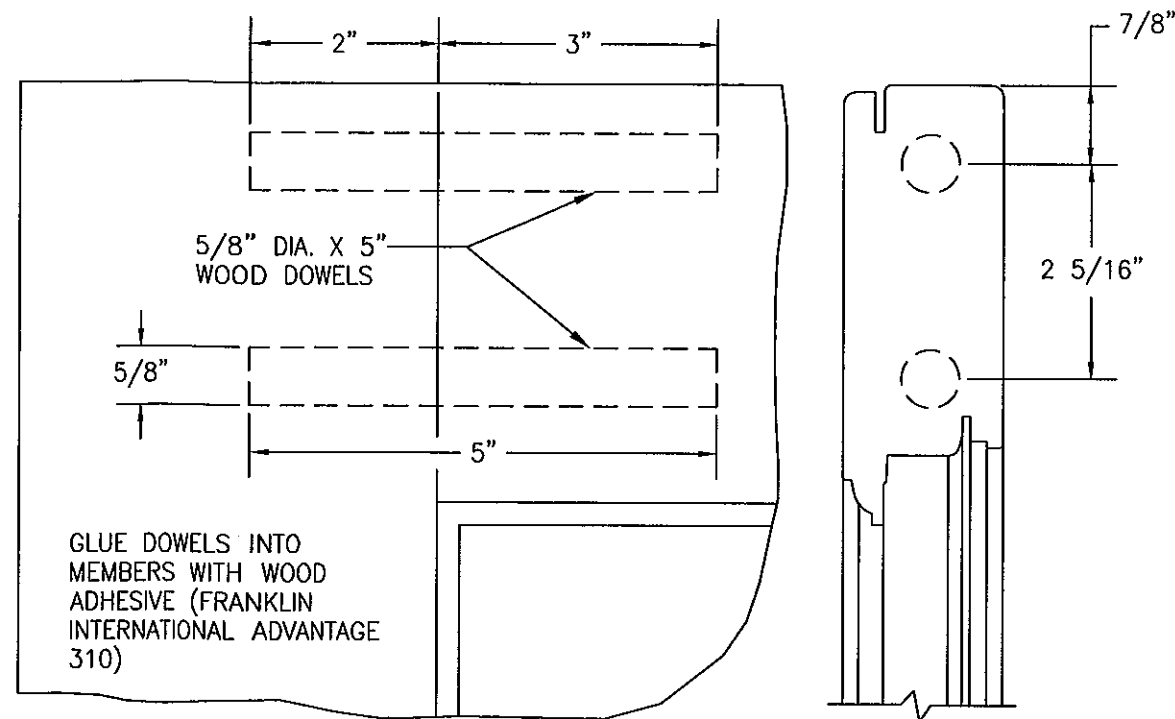 2” 3” 7/8”
5/8” DIA. X 5”
WOOD DOWELS
2 5/16”
5/8”
5”
GLUE DOWELS INTO
MEMBERS WITH WOOD
ADHESIVE (FRANKLIN
INTERNATIONAL ADVANTAGE
310)